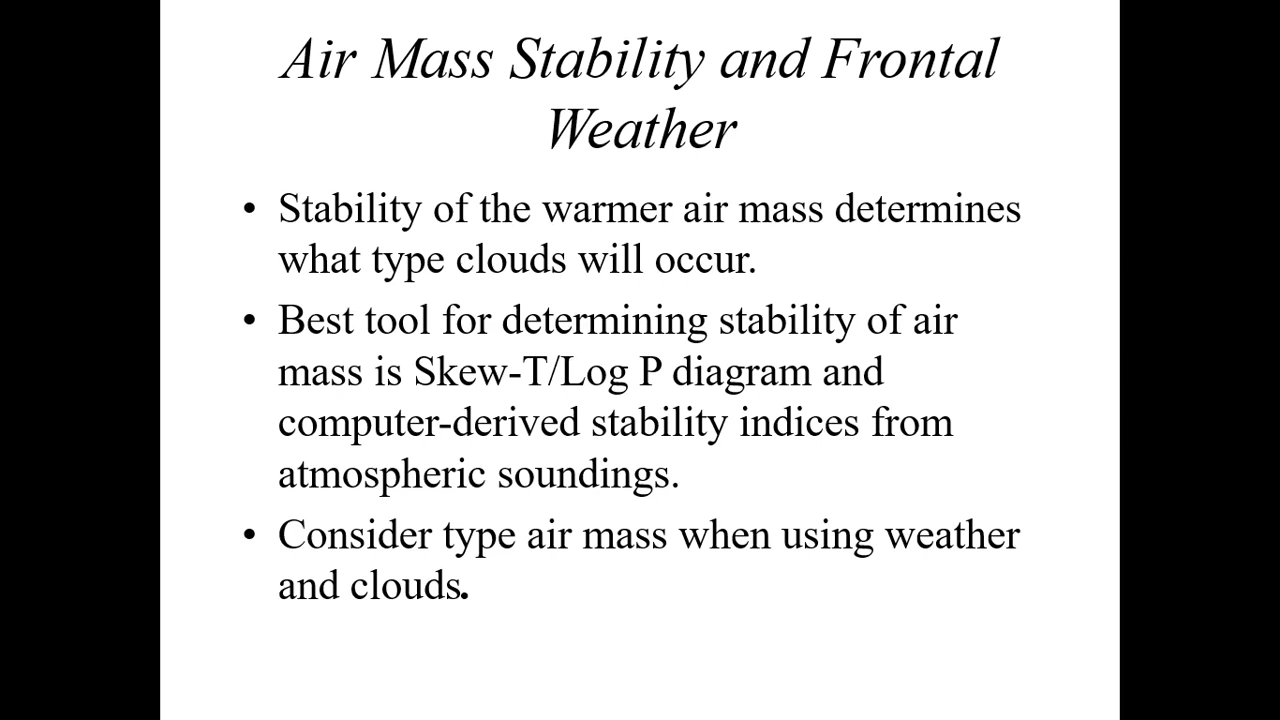 Air Mass Stability and Frontal
Weather
• Stability of the warmer air mass determines
what type clouds will occur.
• Best tool for determining stability of air
mass is Skew-T/Log P diagram and
computer-derived stability indices from
atmospheric soundings.
• Consider type air mass when using weather
and clouds.